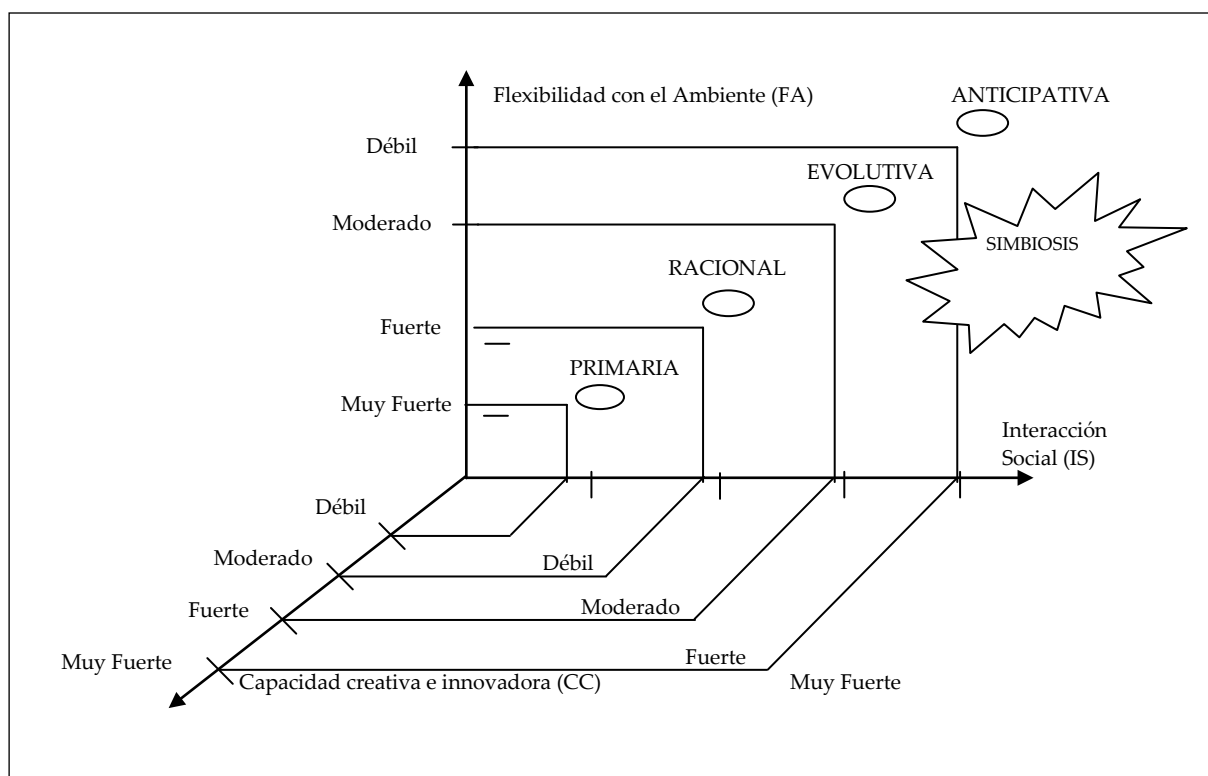 Flexibilidad con el Ambiente (FA)
ANTICIPATIVA
Débil
EVOLUTIVA
Moderado
SIMBIOSIS
RACIONAL
Fuerte
PRIMARIA
Muy Fuerte
Interacción
Social (IS)
Débil
Moderado
Débil
Fuerte
Moderado
Muy Fuerte
Fuerte
Capacidad creativa e innovadora (CC)
Muy Fuerte